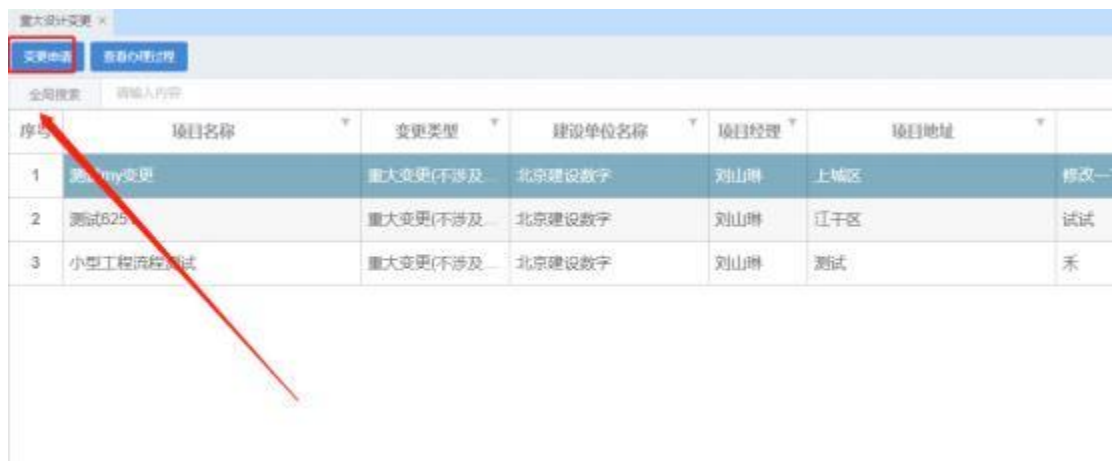 重大设计变更 ×
变更申请 查看办理过程
全局搜索 请输入内容
序号 项目名称 变更类型 建设单位名称 项目经理 项目地址
1 测试my变更 重大变更(不涉及... 北京建设数字 刘山琳 上城区 修改一
2 测试625 重大变更(不涉及... 北京建设数字 刘山琳 江干区 试试
3 小型工程流程测试 重大变更(不涉及... 北京建设数字 刘山琳 测试 禾